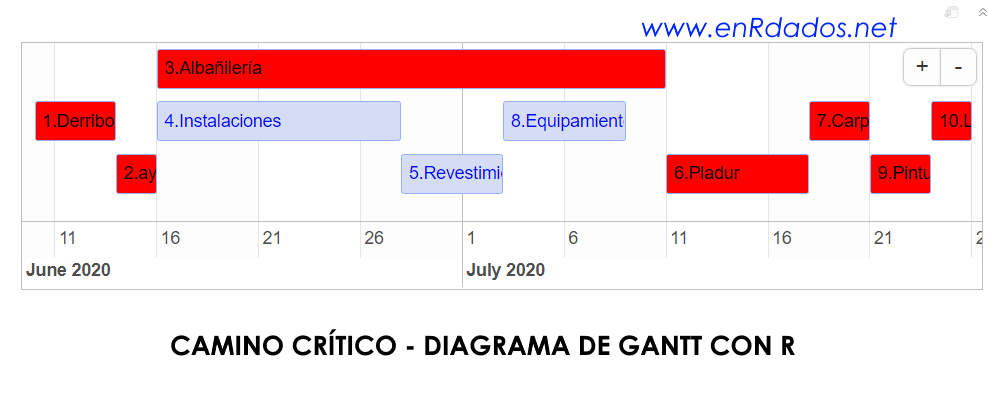 www.enRdados.net
3.Albañilería
+ -
1.Derribo
4.Instalaciones
8.Equipamient
7.Carp
10.L
2.ay
5.Revestimi
6.Pladur
9.Pintu
11 16 21 26 1 6 11 16 21
June 2020 July 2020
CAMINO CRÍTICO - DIAGRAMA DE GANTT CON R